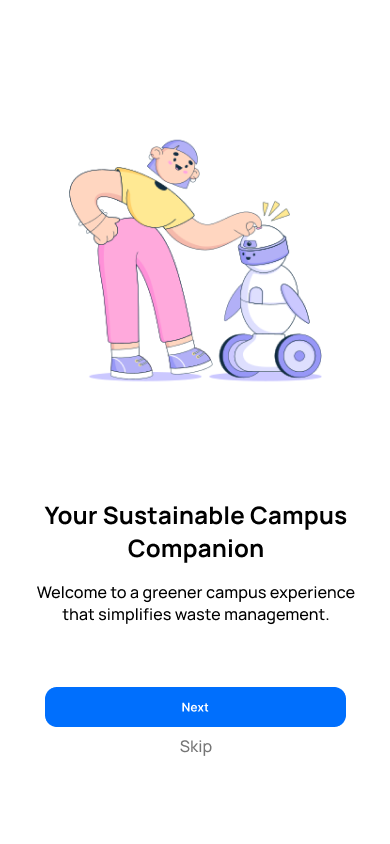 Your Sustainable Campus
Companion
Welcome to a greener campus experience
that simplifies waste management.
Next
Skip